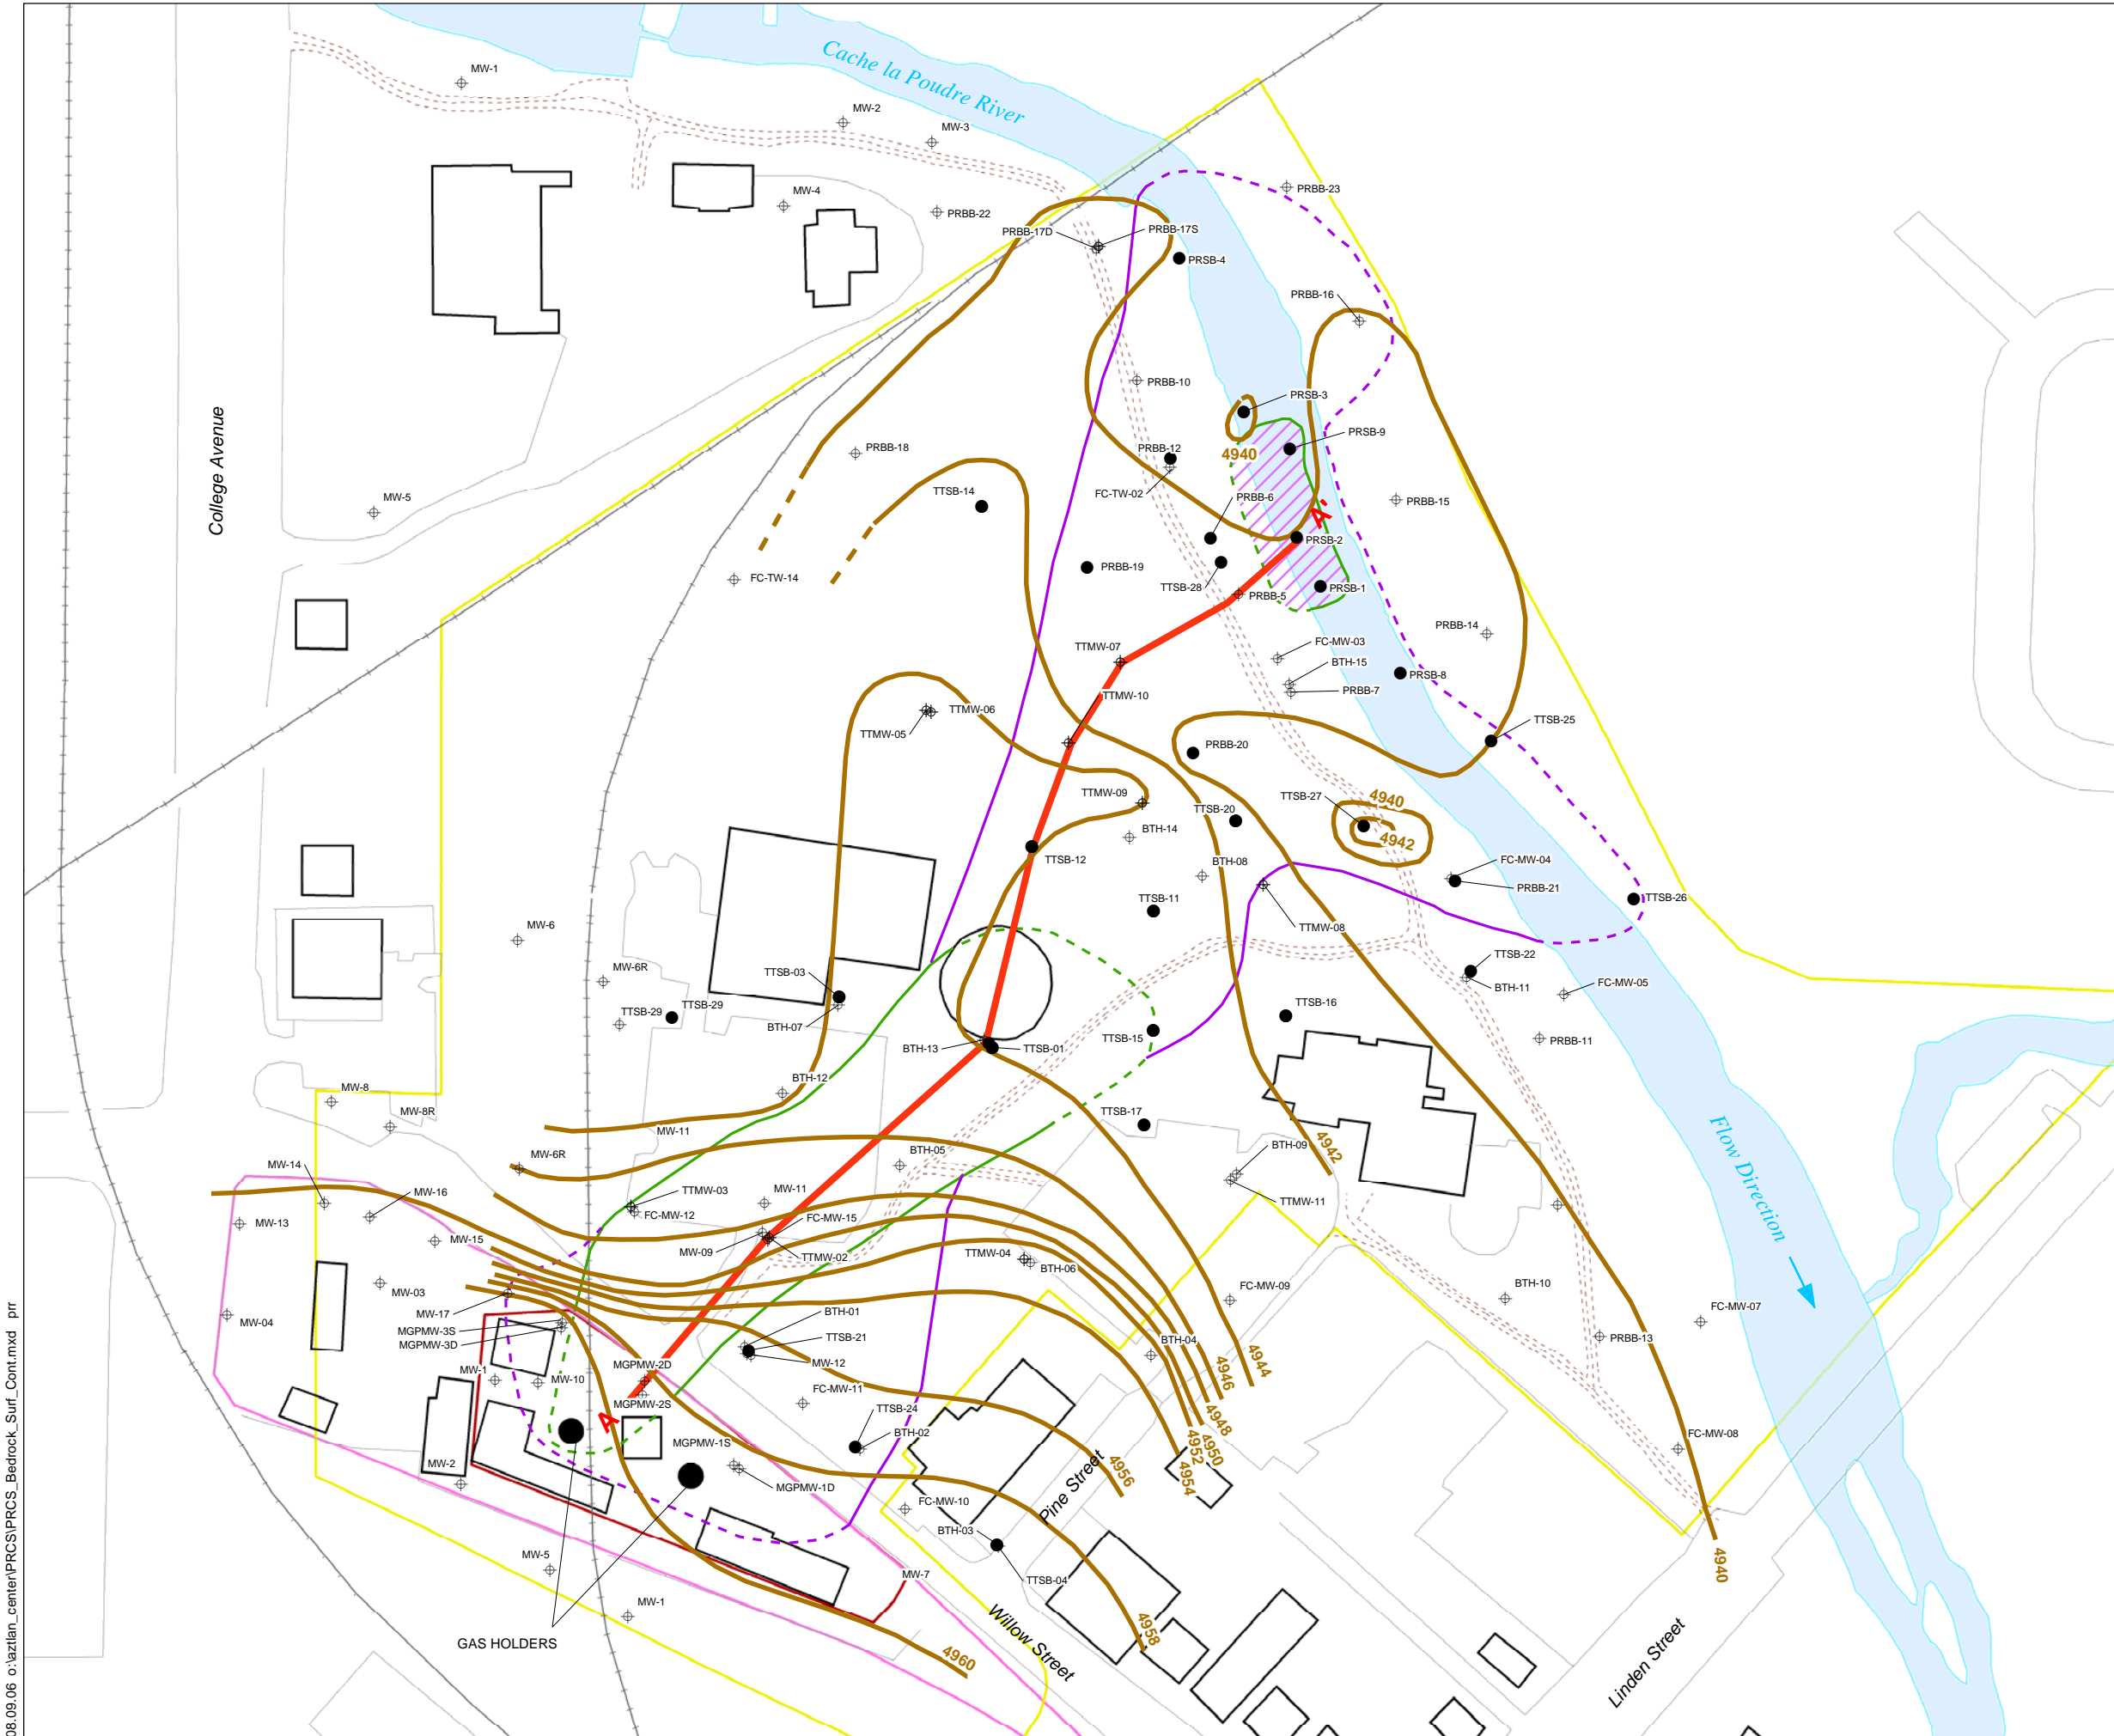 MW-1
Cache la Poudre River
MW-2
MW-3
MW-4
PRBB-22
PRBB-23
PRBB-17D
PRBB-17S
PRSB-4
PRBB-16
PRBB-10
PRSB-3
College Avenue
PRBB-18
PRBB-12
4940
PRSB-9
MW-5
TTSB-14
FC-TW-02
PRBB-6
PRBB-15
A'
PRSB-2
FC-TW-14
PRBB-19
TTSB-28
PRBB-5
PRSB-1
PRBB-14
TTMW-07
FC-MW-03
BTH-15
PRBB-7
PRSB-8
TTMW-10
TTMW-06
TTMW-05
TTSB-25
PRBB-20
TTMW-09
TTSB-27
4940
TTSB-20
4942
BTH-14
TTSB-12
BTH-08
FC-MW-04
PRBB-21
TTSB-11
TTSB-26
MW-6
TTMW-08
MW-6R
TTSB-03
TTSB-22
BTH-11
FC-MW-05
TTSB-29
TTSB-29
BTH-07
TTSB-16
TTSB-15
PRBB-11
BTH-13
TTSB-01
BTH-12
MW-8
MW-8R
TTSB-17
MW-11
Flow Direction
MW-6R
BTH-05
BTH-09
4942
MW-14
MW-16
TTMW-03
MW-11
TTMW-11
MW-13
FC-MW-12
FC-MW-15
MW-15
MW-09
TTMW-02
TTMW-04
BTH-06
MW-03
FC-MW-09
BTH-10
MW-17
MW-04
BTH-01
FC-MW-07
MGPMW-3S
MGPMW-3D
TTSB-21
PRBB-13
BTH-04
MGPMW-2D
MW-12
4944
MW-1
MW-10
4946
MGPMW-2S
FC-MW-11
A
TTSB-24
4948
BTH-02
MGPMW-1S
4950
4952
FC-MW-08
MW-2
4956
4954
MGPMW-1D
Pine Street
FC-MW-10
BTH-03
MW-5
MW-7
TTSB-04
4940
MW-1
4958
Willow Street
GAS HOLDERS
4960
Linden Street
08.09.06 o:\aztlan_center\PRCS\PRCS_Bedrock_Surf_Cont.mxd prr